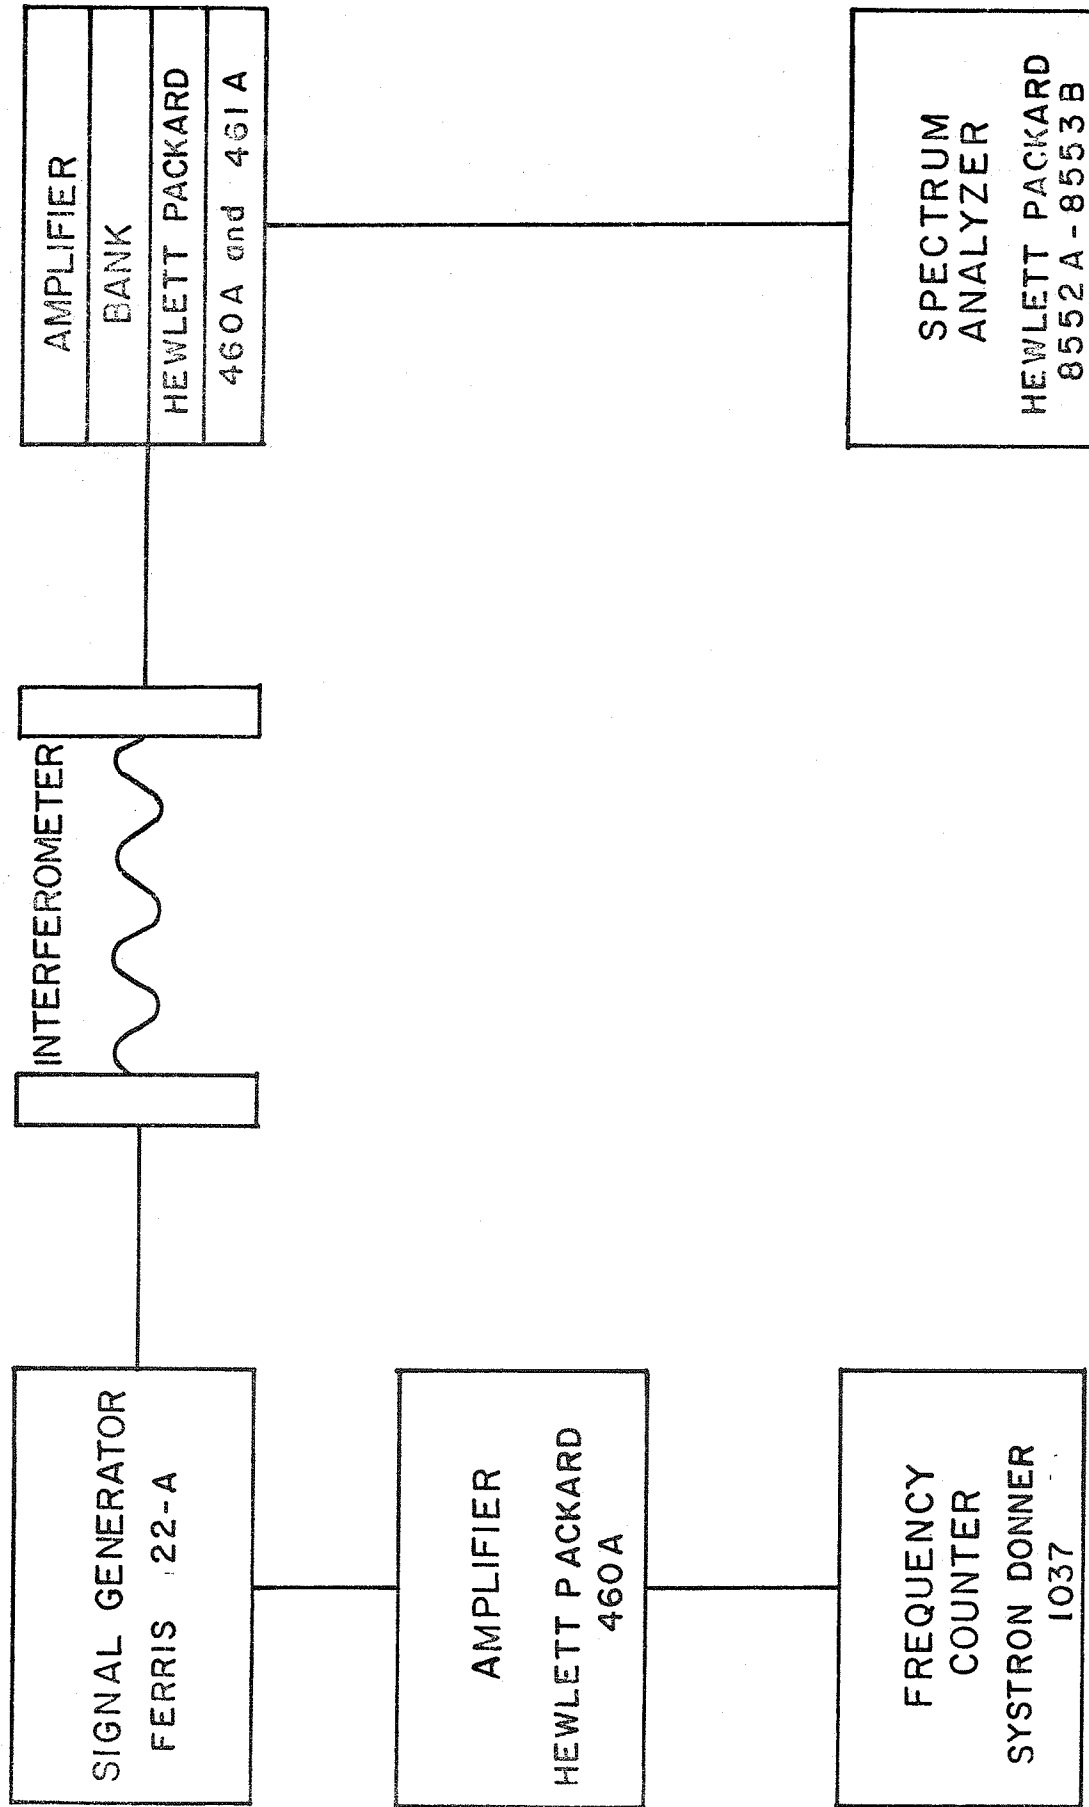 SIGNAL GENERATOR
FERRIS 22-A
INTERFEROMETER
AMPLIFIER
BANK
HEWLETT PACKARD
460A and 461A
AMPLIFIER
HEWLETT PACKARD
460A
FREQUENCY
COUNTER
SYSTRON DONNER
1037
SPECTRUM
ANALYZER
HEWLETT PACKARD
8552A-8553B